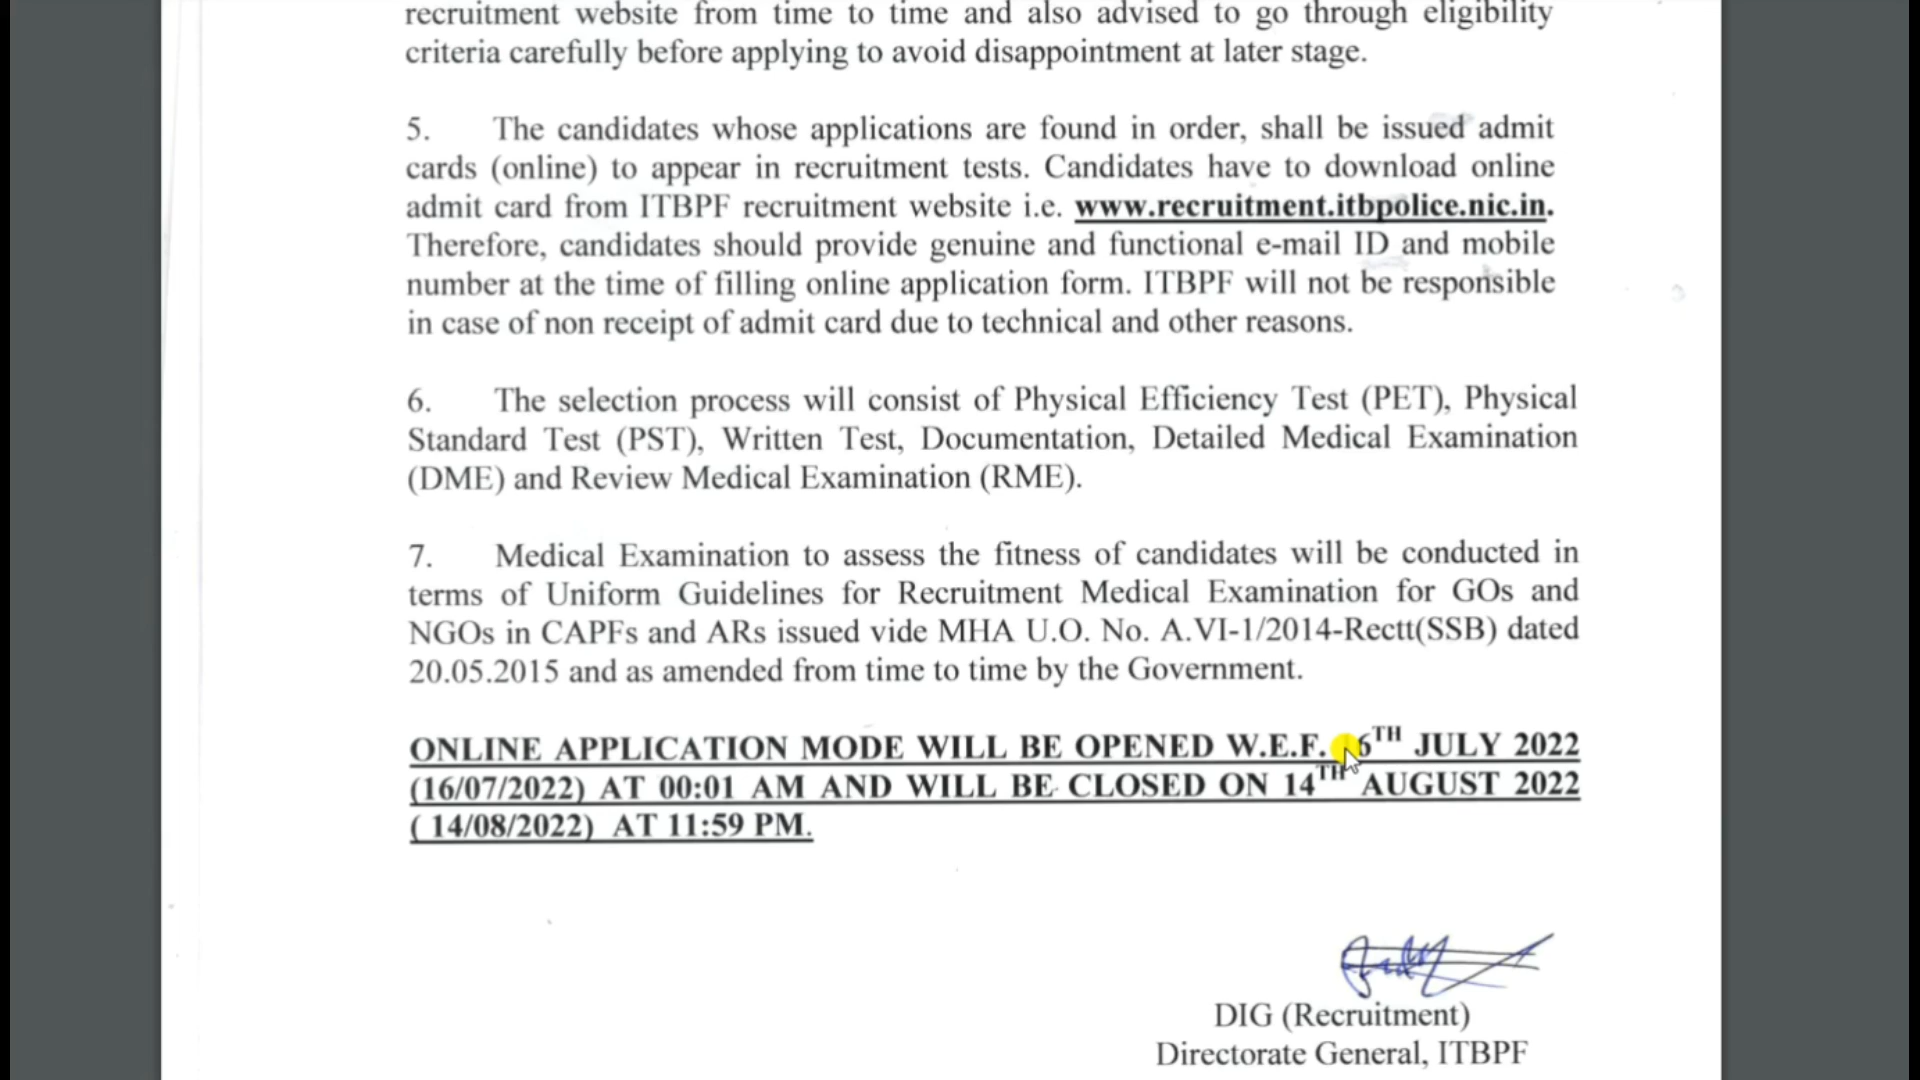 recruitment website from time to time and also advised to go through eligibility
criteria carefully before applying to avoid disappointment at later stage.
5. The candidates whose applications are found in order, shall be issued admit
cards (online) to appear in recruitment tests. Candidates have to download online
admit card from ITBPF recruitment website i.e. www.recruitment.itbpolice.nic.in.
Therefore, candidates should provide genuine and functional e-mail ID and mobile
number at the time of filling online application form. ITBPF will not be responsible
in case of non receipt of admit card due to technical and other reasons.
6. The selection process will consist of Physical Efficiency Test (PET), Physical
Standard Test (PST), Written Test, Documentation, Detailed Medical Examination
(DME) and Review Medical Examination (RME).
7. Medical Examination to assess the fitness of candidates will be conducted in
terms of Uniform Guidelines for Recruitment Medical Examination for GOs and
NGOs in CAPFs and ARs issued vide MHA U.O. No. A.VI-1/2014-Rectt(SSB) dated
20.05.2015 and as amended from time to time by the Government.
ONLINE APPLICATION MODE WILL BE OPENED W.E.F. 16TH JULY 2022
(16/07/2022) AT 00:01 AM AND WILL BE CLOSED ON 14TH AUGUST 2022
( 14/08/2022) AT 11:59 PM.
DIG (Recruitment)
Directorate General, ITBPF